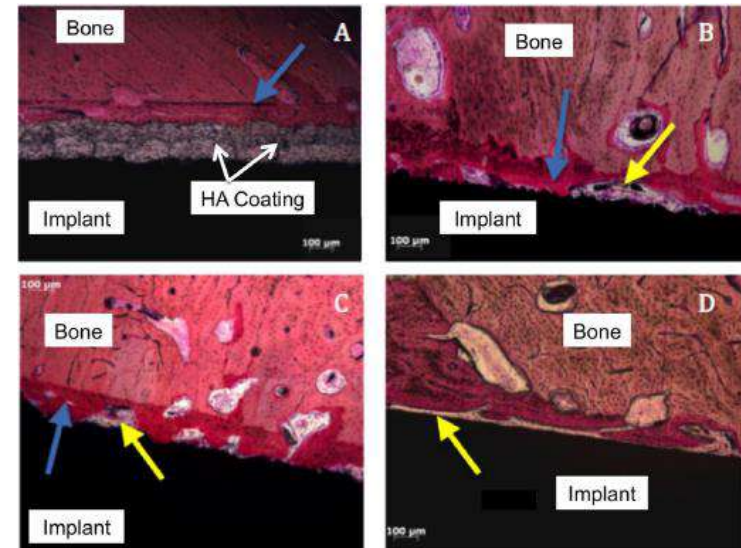 Bone
A
HA Coating
Implant
100 µm
Bone
B
Implant
100 µm
100 µm
C
Bone
Implant
D
Bone
Implant
100 µm